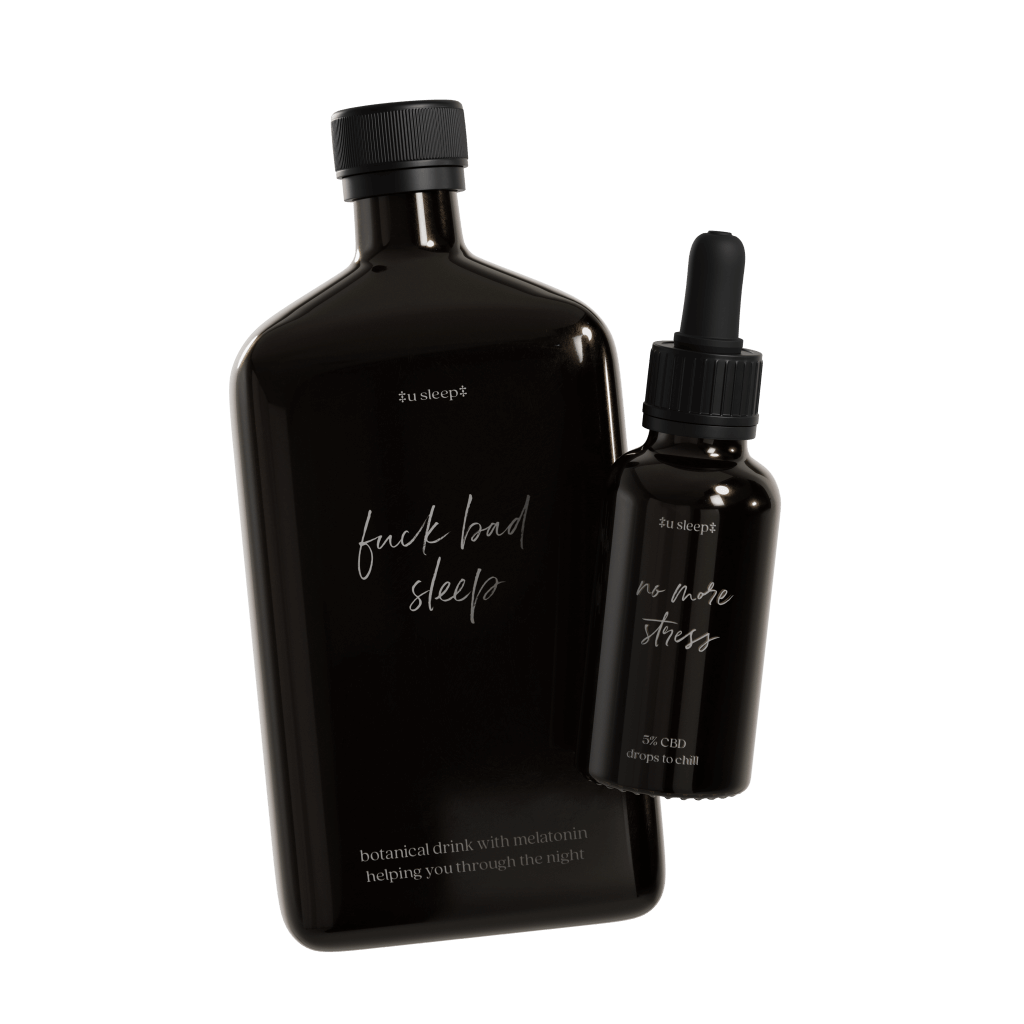 ‡u sleep‡
fuck bad
sleep
botanical drink with melatonin
helping you through the night
‡u sleep‡
no more
stress
5% CBD
drops to chill